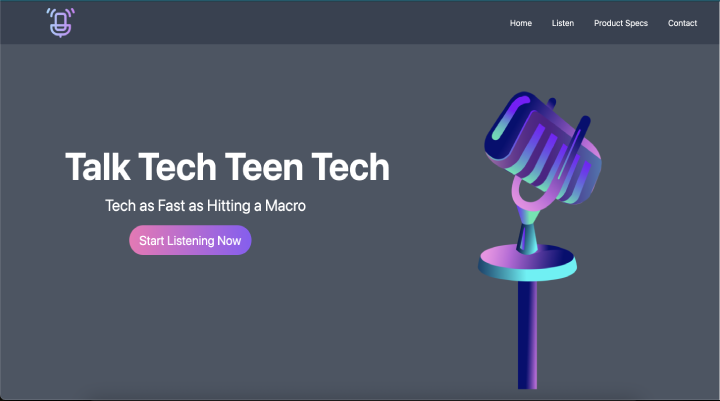 Home Listen Product Specs Contact
Talk Tech Teen Tech
Tech as Fast as Hitting a Macro
Start Listening Now